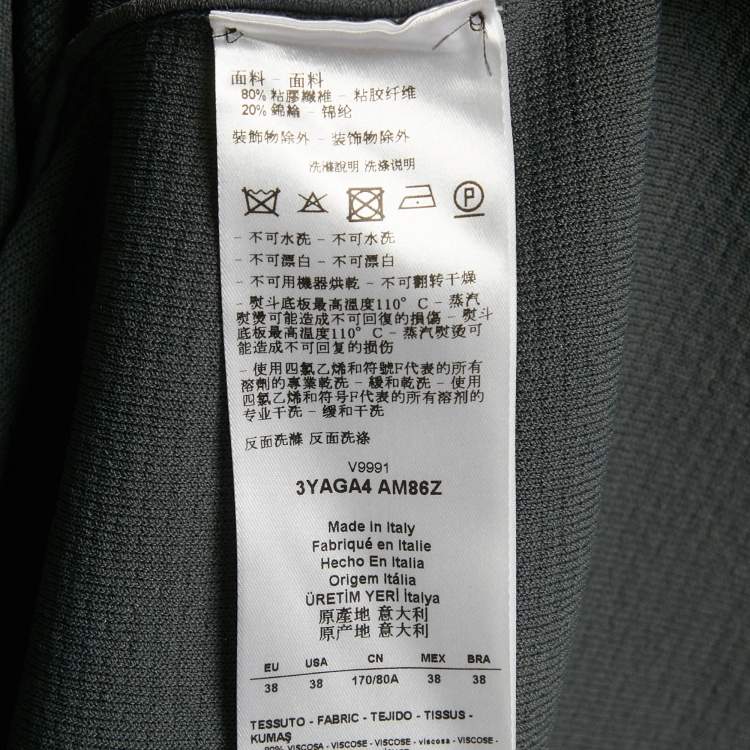 面料 - 面料
80% 粘膠纖維 - 粘胶纤维
20% 錦綸 - 锦纶
裝飾物除外 - 装饰物除外
洗滌說明 洗涤说明
P
- 不可水洗 - 不可水洗
- 不可漂白 - 不可漂白
- 不可用機器烘乾 - 不可翻转干燥
- 熨斗底板最高溫度110° C - 蒸汽
熨燙可能造成不可回復的損傷 - 熨斗
底板最高温度110° C - 蒸汽熨烫可
能造成不可回复的损伤
- 使用四氯乙烯和符號F代表的所有
溶劑的專業乾洗 - 緩和乾洗 - 使用
四氯乙烯和符号F代表的所有溶剂的
专业干洗 - 缓和干洗
反面洗滌 反面洗涤
V9991
3YAGA4 AM86Z
Made in Italy
Fabriqué en Italie
Hecho En Italia
Origem Itália
ÜRETİM YERİ İtalya
原產地 意大利
原产地 意大利
EU USA CN MEX BRA
38 38 170/80A 38 38
TESSUTO - FABRIC - TEJIDO - TISSUS -
KUMAŞ
80% VISCOSA - VISCOSE - VISCOSE - viscosa - VISCOSE -